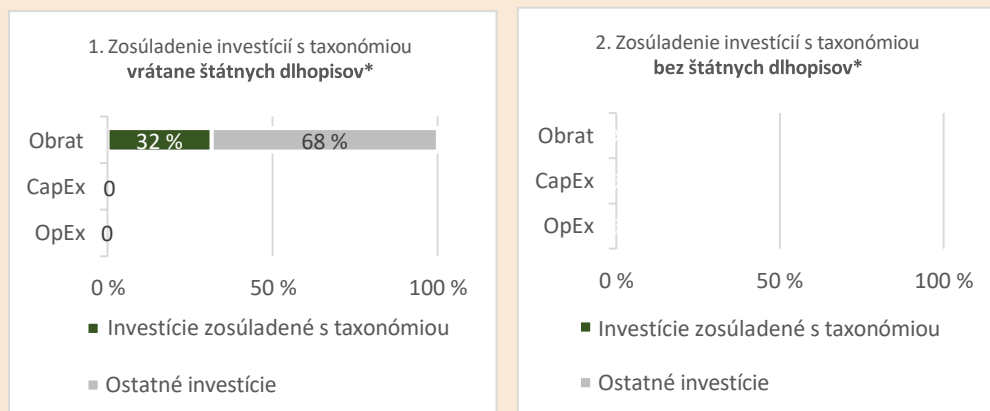 1. Zosúladenie investícií s taxonómiou
vrátane štátnych dlhopisov*
Obrat
32 %
68 %
CapEx
0
OpEx
0
0 %
50 %
100 %
Investície zosúladené s taxonómiou
Ostatné investície
2. Zosúladenie investícií s taxonómiou
bez štátnych dlhopisov*
Obrat
CapEx
OpEx
0 %
50 %
100 %
Investície zosúladené s taxonómiou
Ostatné investície